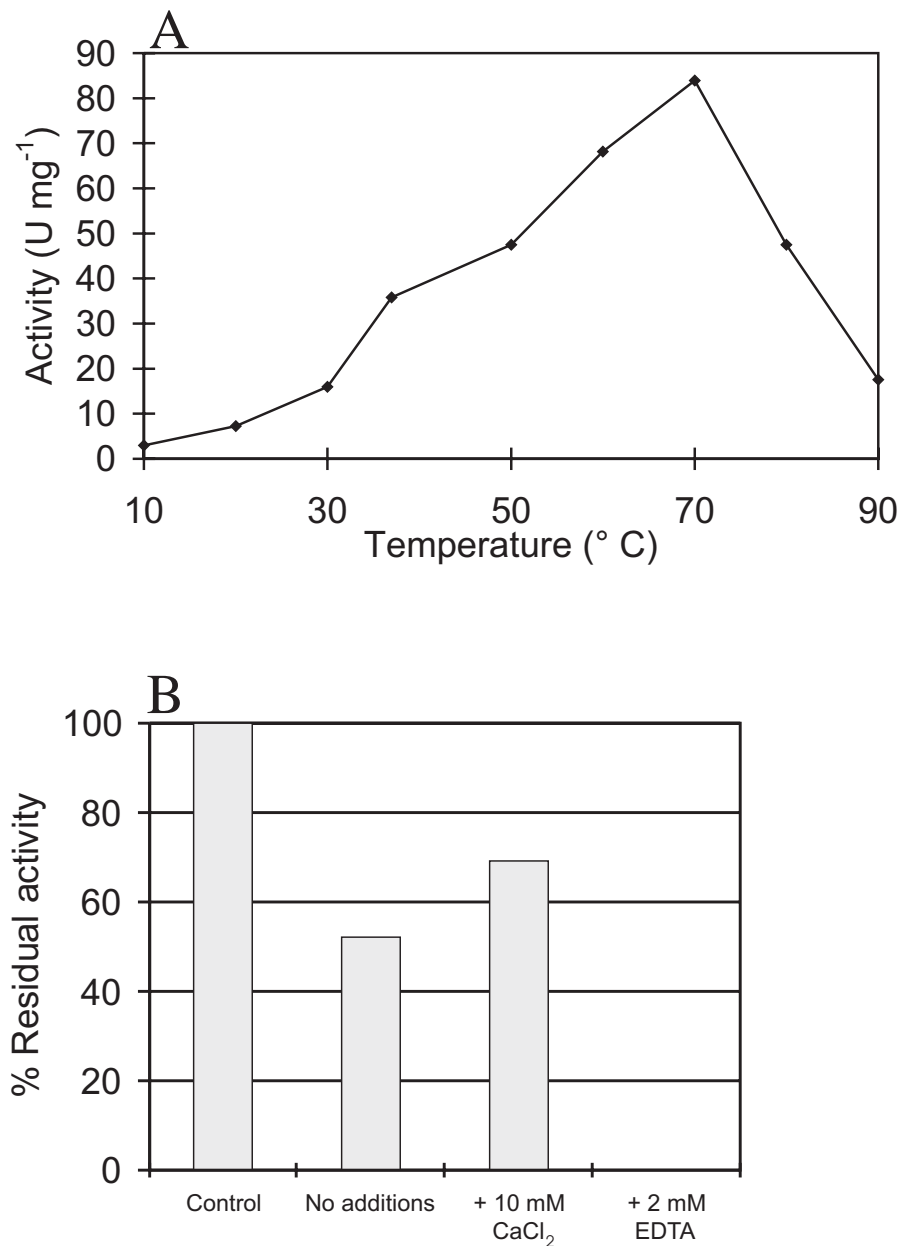 A
90
80
70
60
50
40
30
20
10
0
Activity (U mg⁻¹)
10 30 50 70 90
Temperature (° C)
B
100
80
60
40
20
0
% Residual activity
Control No additions + 10 mM + 2 mM
CaCl₂ EDTA